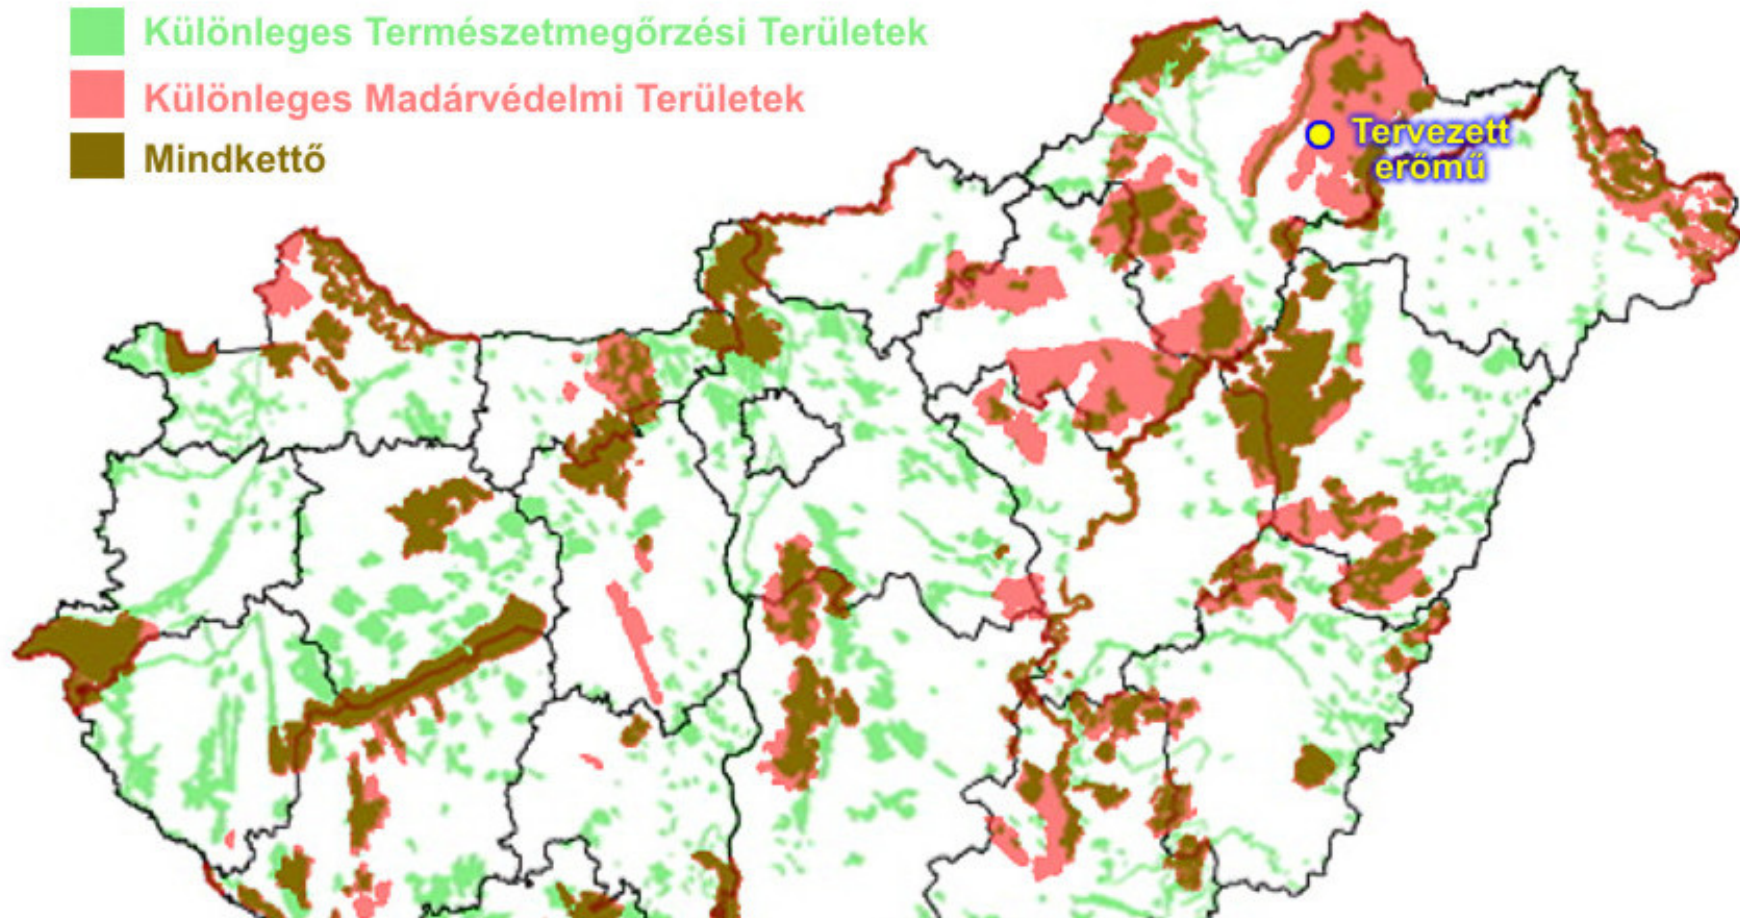 Különleges Természetmegőrzési Területek
Különleges Madárvédelmi Területek
Mindkettő
Tervezett
erőmű